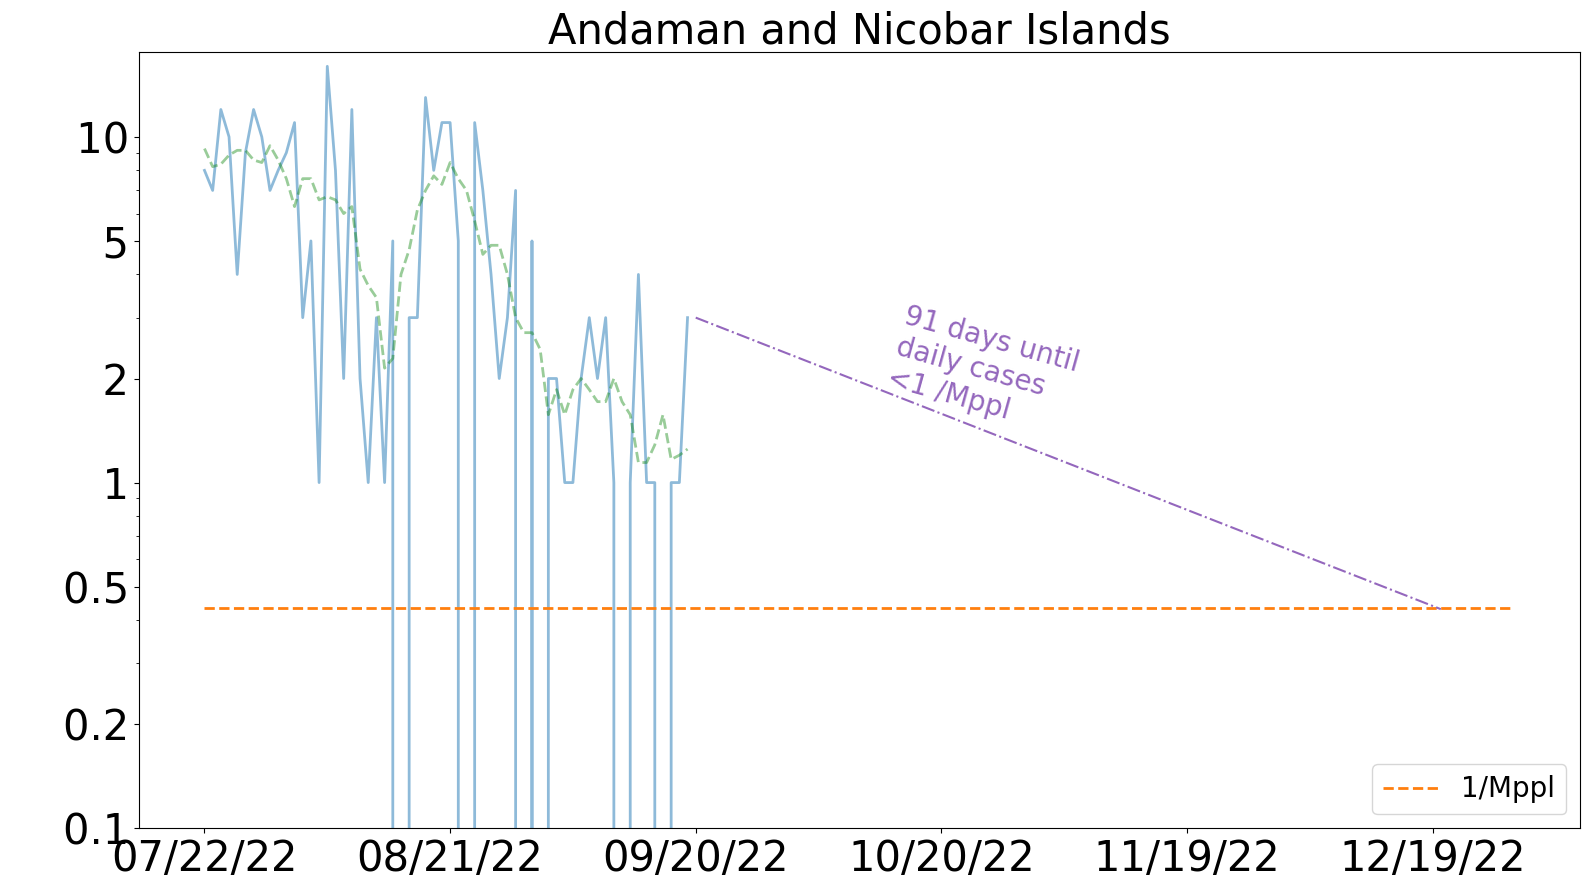 Andaman and Nicobar Islands
10
5
2
1
0.5
0.2
0.1
91 days until
daily cases
<1 /Mppl
1/Mppl
07/22/22 08/21/22 09/20/22 10/20/22 11/19/22 12/19/22